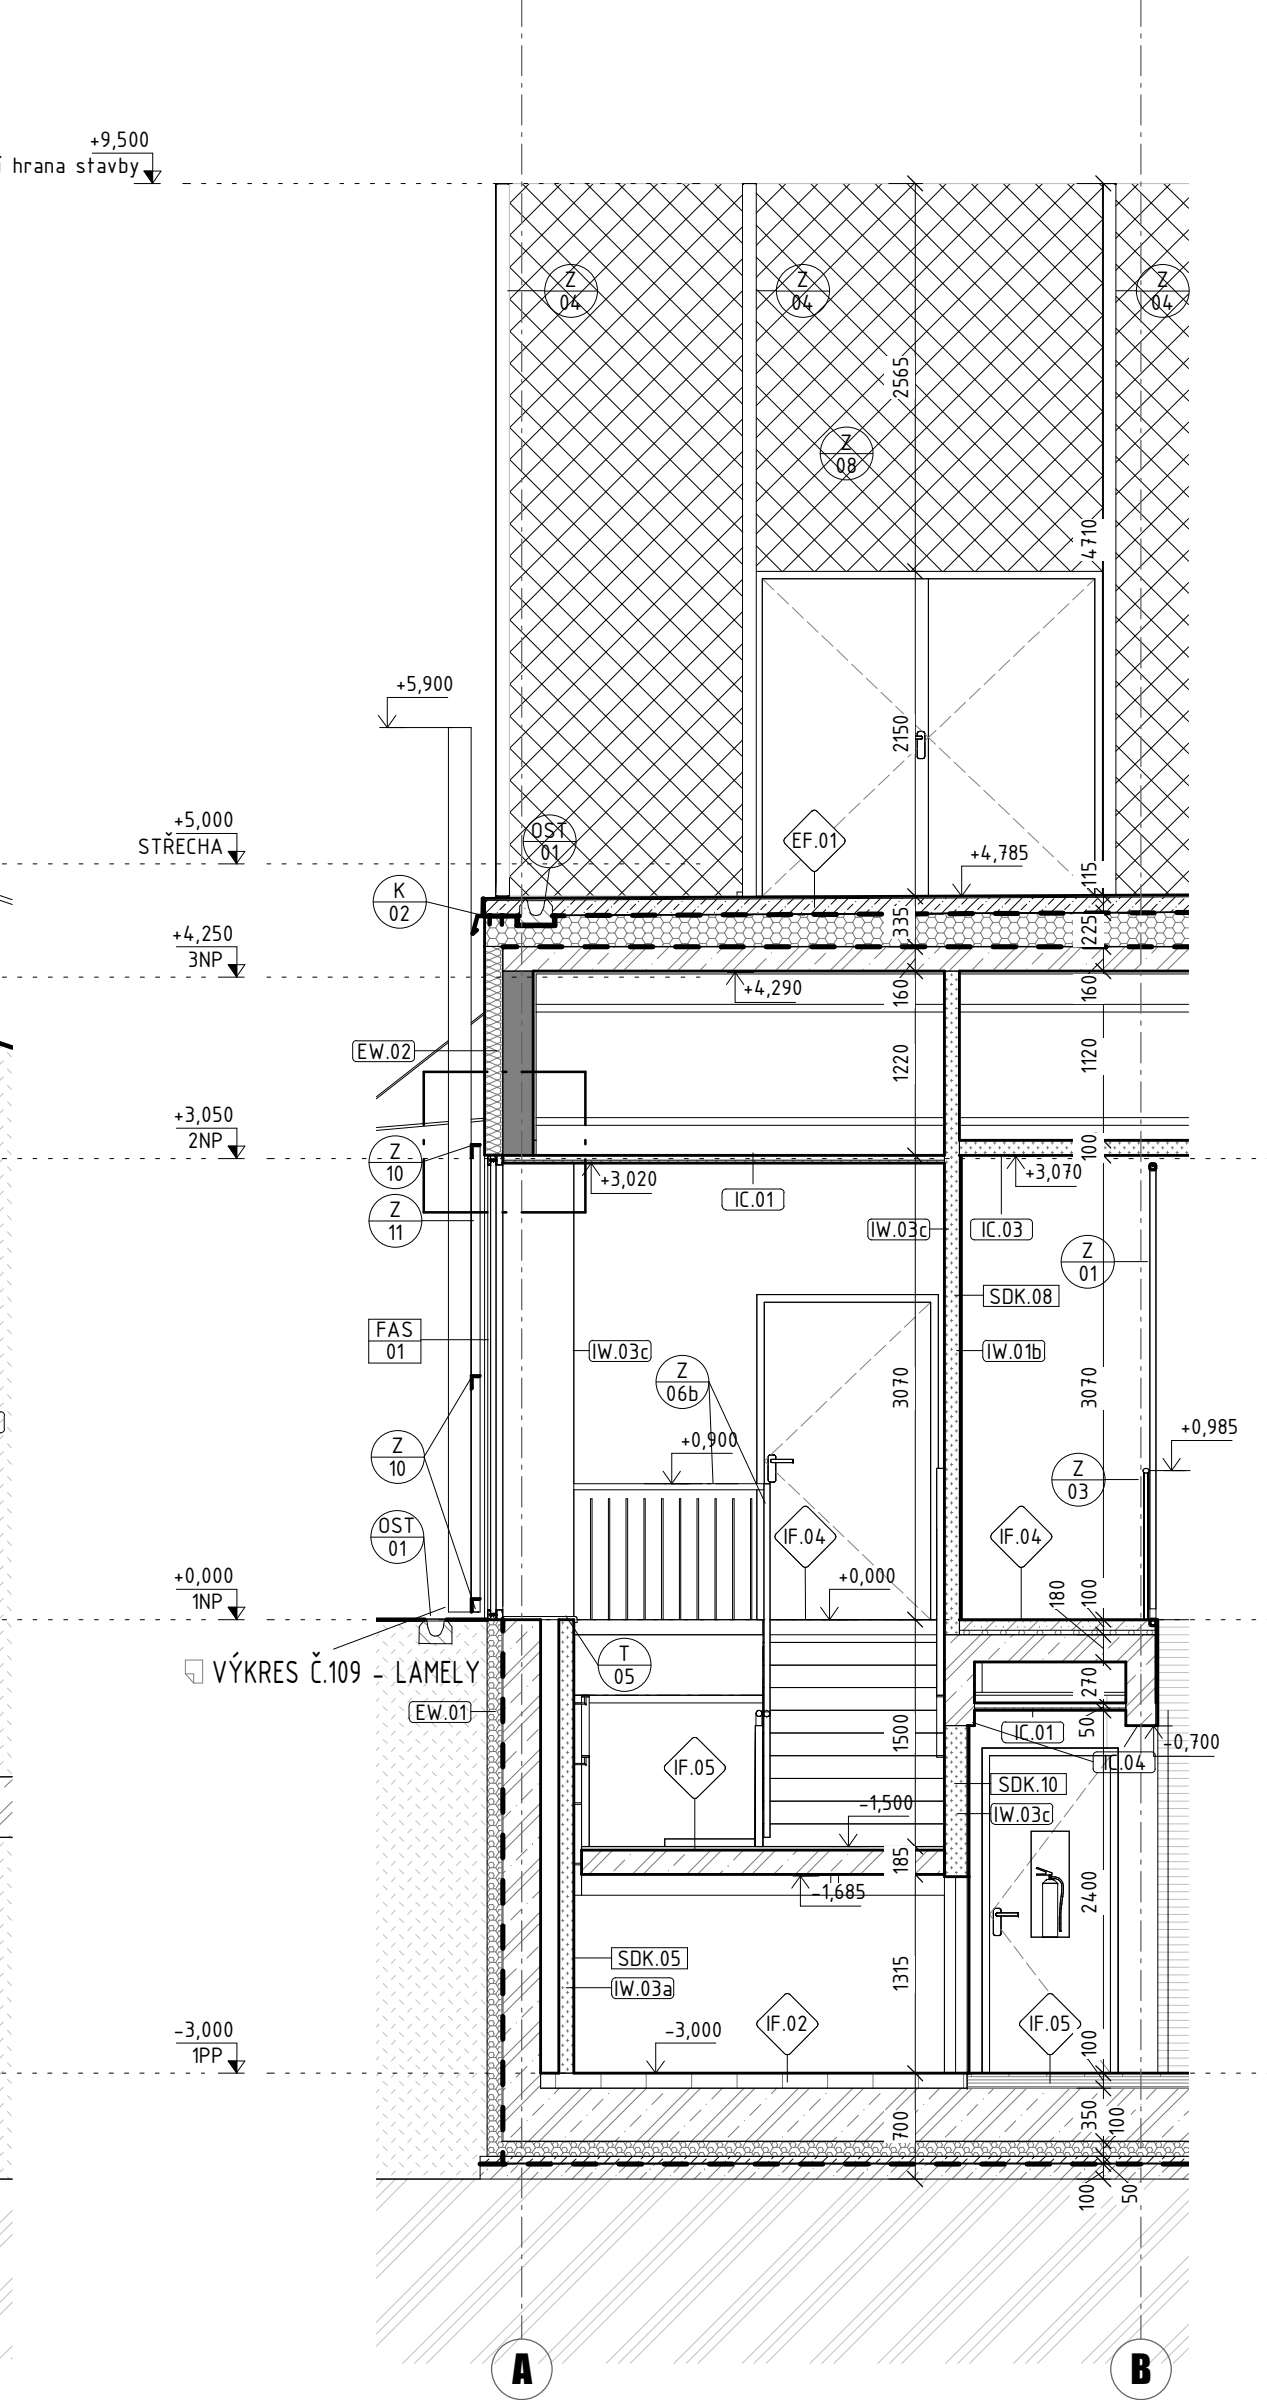 +9,500
í hrana stavby
Z
04
Z
04
Z
04
2565
Z
08
4710
+5,900
2150
+5,000
STŘECHA
OST
01
EF.01
+4,785
115
K
02
335
225
+4,250
3NP
+4,290
160
160
EW.02
1220
1120
+3,050
2NP
100
Z
10
+3,020
+3,070
IC.01
Z
11
IW.03c
IC.03
Z
01
SDK.08
FAS
01
IW.03c
IW.01b
Z
06b
3070
3070
+0,985
+0,900
Z
10
Z
03
OST
01
IF.04
IF.04
+0,000
1NP
+0,000
180
100
T
05
VÝKRES Č.109 - LAMELY
270
EW.01
1500
50
IC.01
-0,700
IC.04
IF.05
SDK.10
-1,500
IW.03c
185
-1,685
2400
SDK.05
1315
IW.03a
IF.02
IF.05
-3,000
1PP
-3,000
100
700
350
100
100
50
A
B